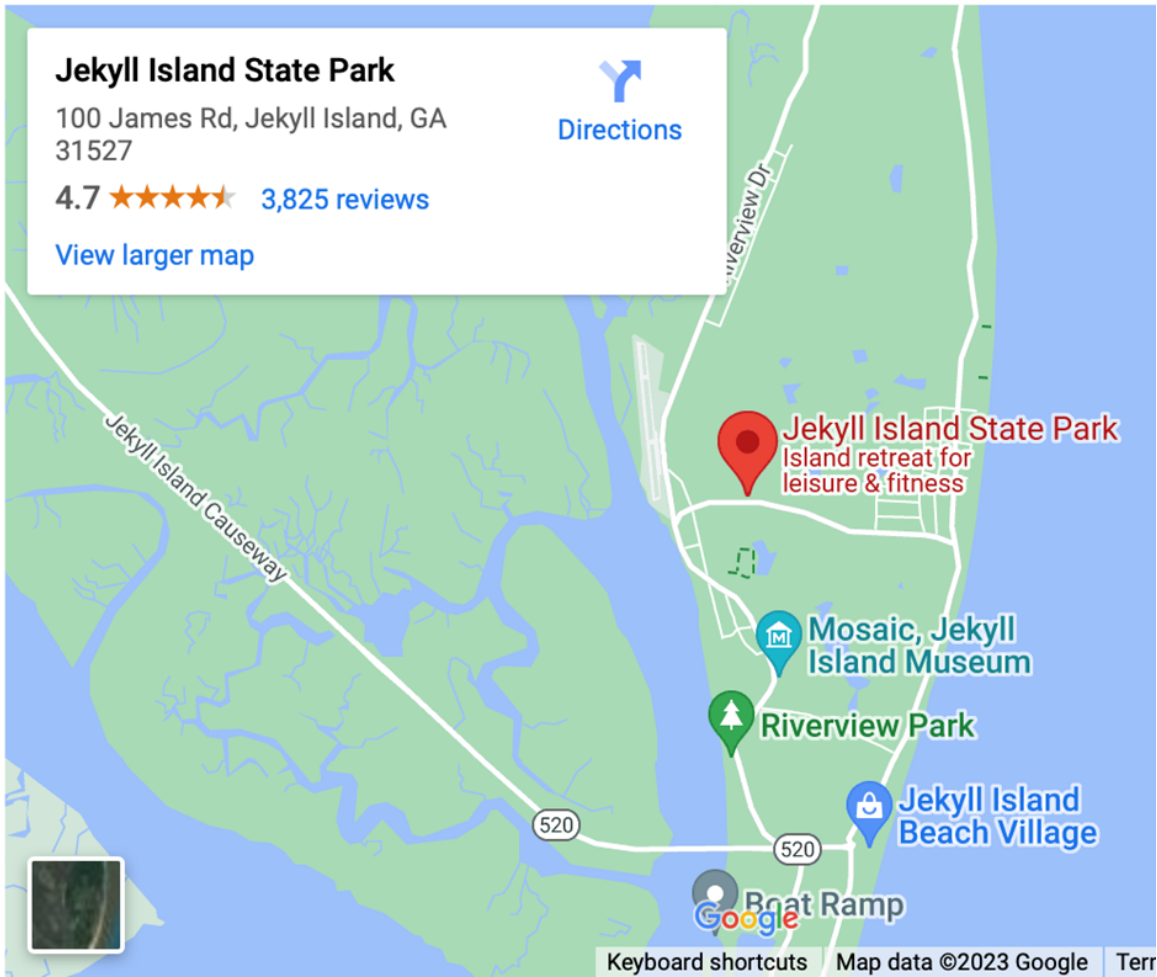 Jekyll Island State Park
100 James Rd, Jekyll Island, GA
31527
Directions
4.7
3,825 reviews
View larger map
Riverview Dr
Jekyll Island Causeway
Jekyll Island State Park
Island retreat for
leisure & fitness
Mosaic, Jekyll
Island Museum
M
Riverview Park
Jekyll Island
Beach Village
520
520
Boat Ramp
Google
Keyboard shortcuts
Map data ©2023 Google
Terr